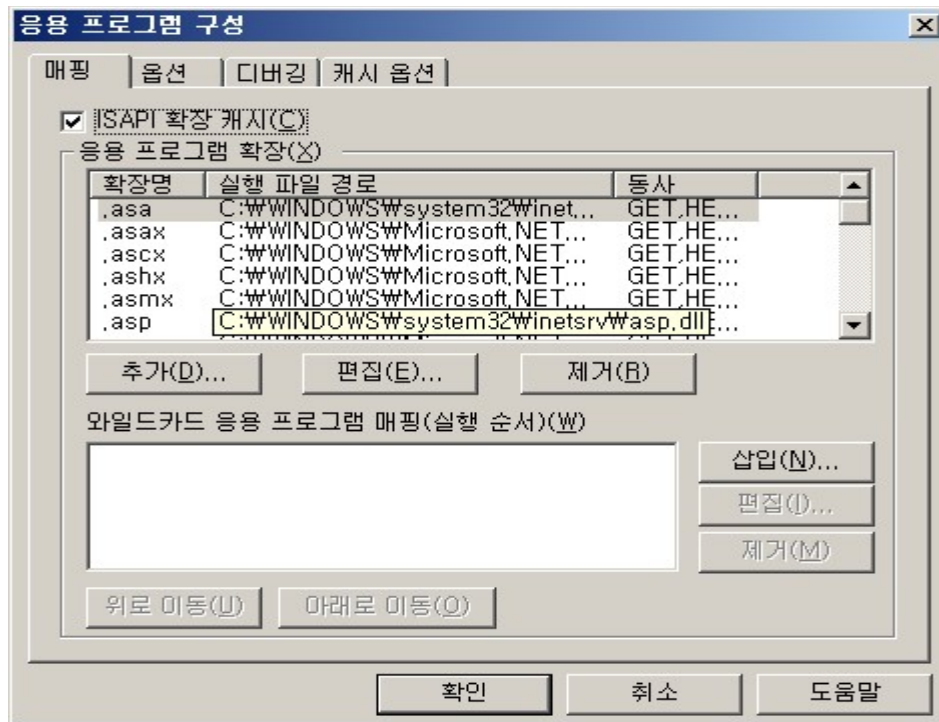 응용 프로그램 구성
매핑 옵션 디버깅 캐시 옵션
ISAPI 확장 캐시(C)
응용 프로그램 확장(X)
확장명 실행 파일 경로 동사
.asa C:₩WINDOWS₩system32₩inet... GET,HE...
.asax C:₩WINDOWS₩Microsoft.NET... GET,HE...
.ascx C:₩WINDOWS₩Microsoft.NET... GET,HE...
.ashx C:₩WINDOWS₩Microsoft.NET... GET,HE...
.asmx C:₩WINDOWS₩Microsoft.NET... GET,HE...
.asp C:₩WINDOWS₩system32₩inetsrv₩asp.dll
추가(D)... 편집(E)... 제거(R)
와일드카드 응용 프로그램 매핑(실행 순서)(W)
삽입(N)...
편집(I)...
제거(M)
위로 이동(U) 아래로 이동(O)
확인 취소 도움말